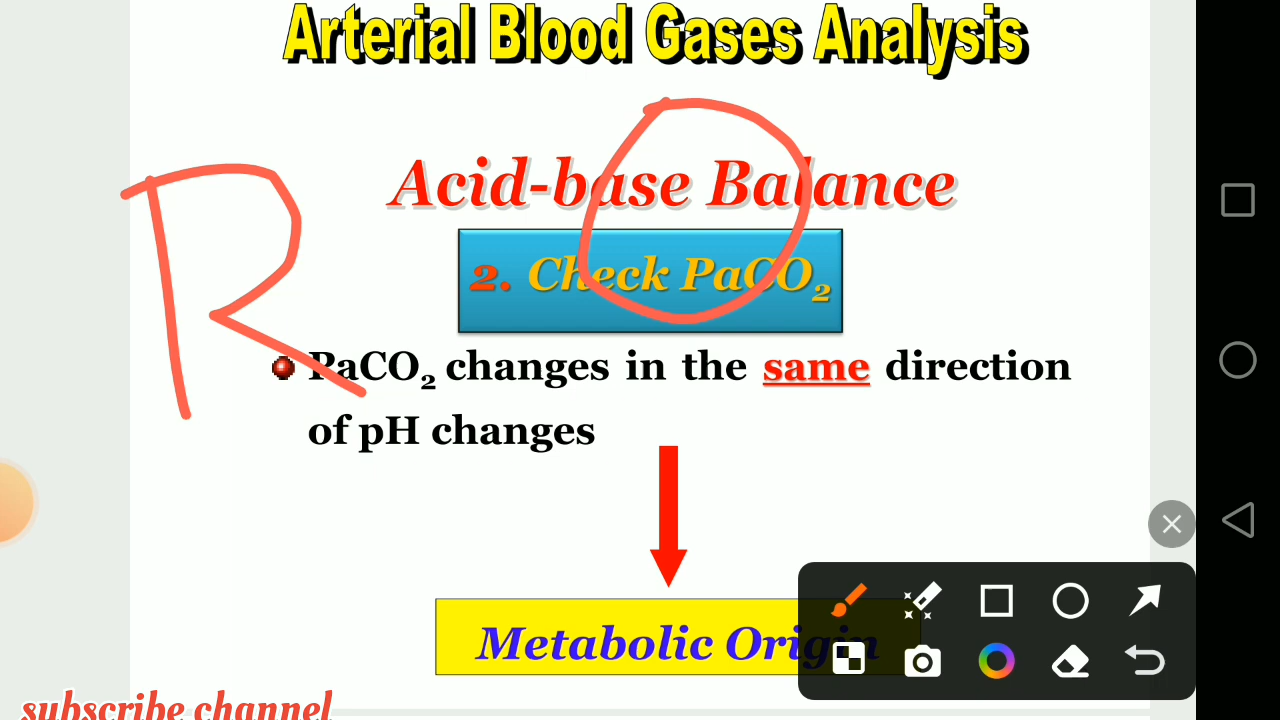 Arterial Blood Gases Analysis
Acid-base Balance
R O
2. Check PaCO₂
PaCO₂ changes in the same direction
of pH changes
Metabolic Origin
subscribe channel